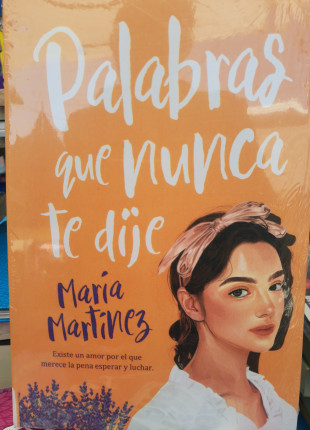 Palabras
que nunca
te dije
María
Martínez
Existe un amor por el que
merece la pena esperar y luchar.